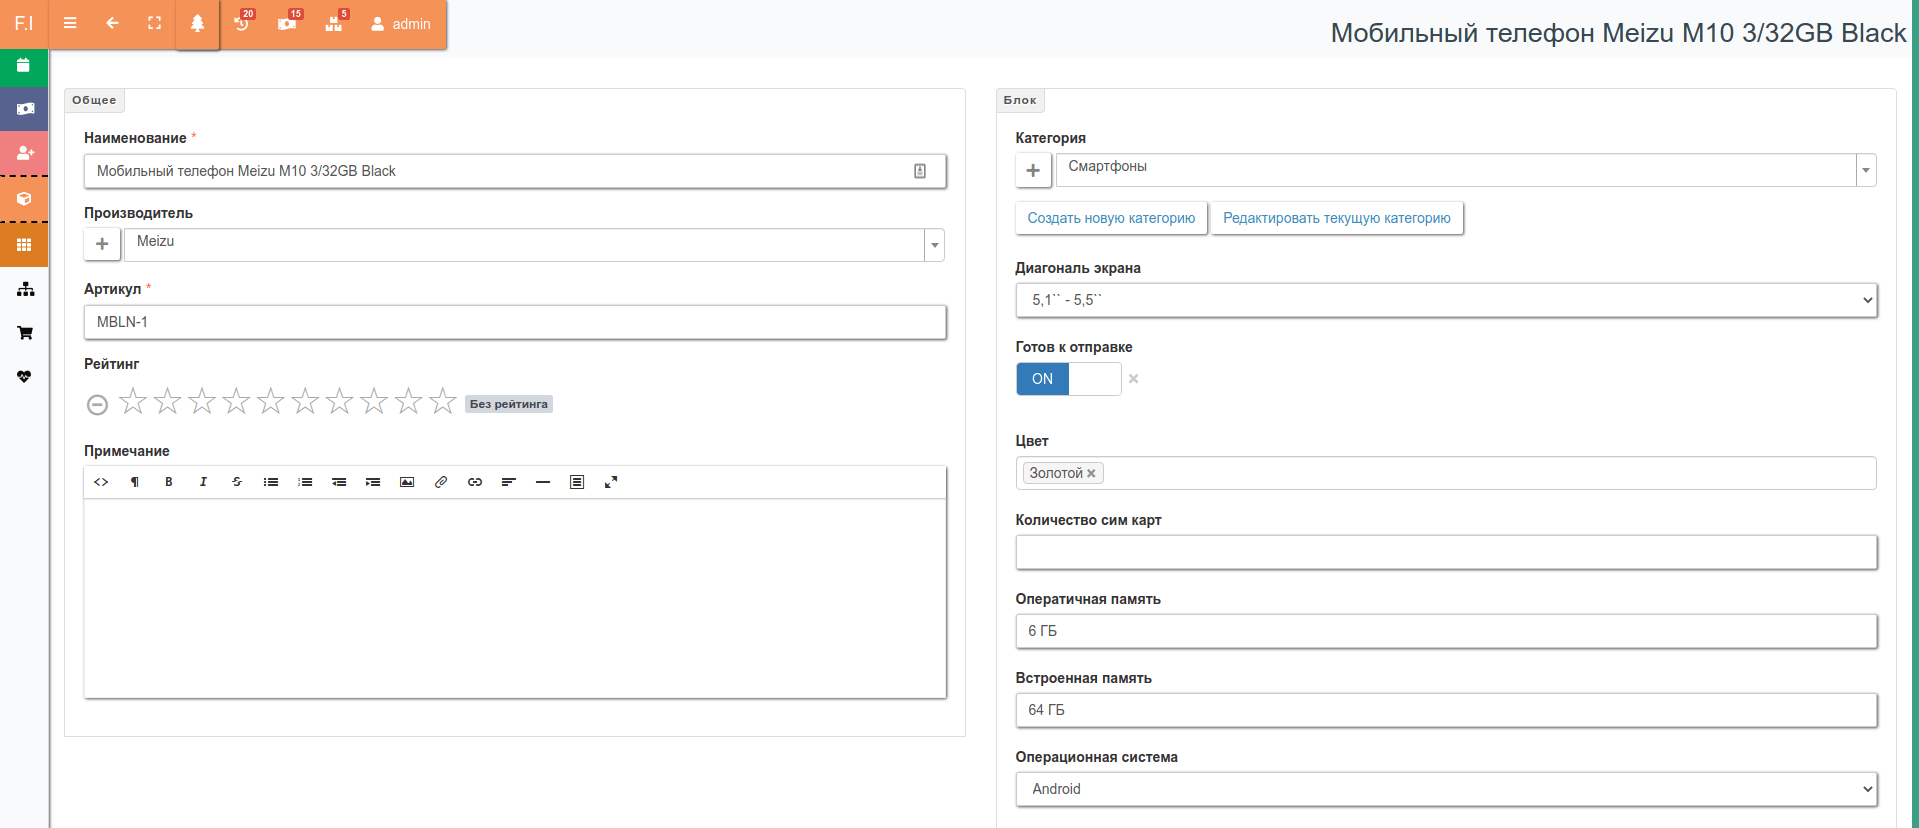 F.I
20
15
5
admin
Мобильный телефон Meizu M10 3/32GB Black
Общее
Наименование *
Мобильный телефон Meizu M10 3/32GB Black
Производитель
+ Meizu
Артикул *
MBLN-1
Рейтинг
Без рейтинга
Примечание
<> ¶ B I S
Блок
Категория
+ Смартфоны
Создать новую категорию Редактировать текущую категорию
Диагональ экрана
5,1`` - 5,5``
Готов к отправке
ON ×
Цвет
Золотой ×
Количество сим карт
Оператичная память
6 ГБ
Встроенная память
64 ГБ
Операционная система
Android